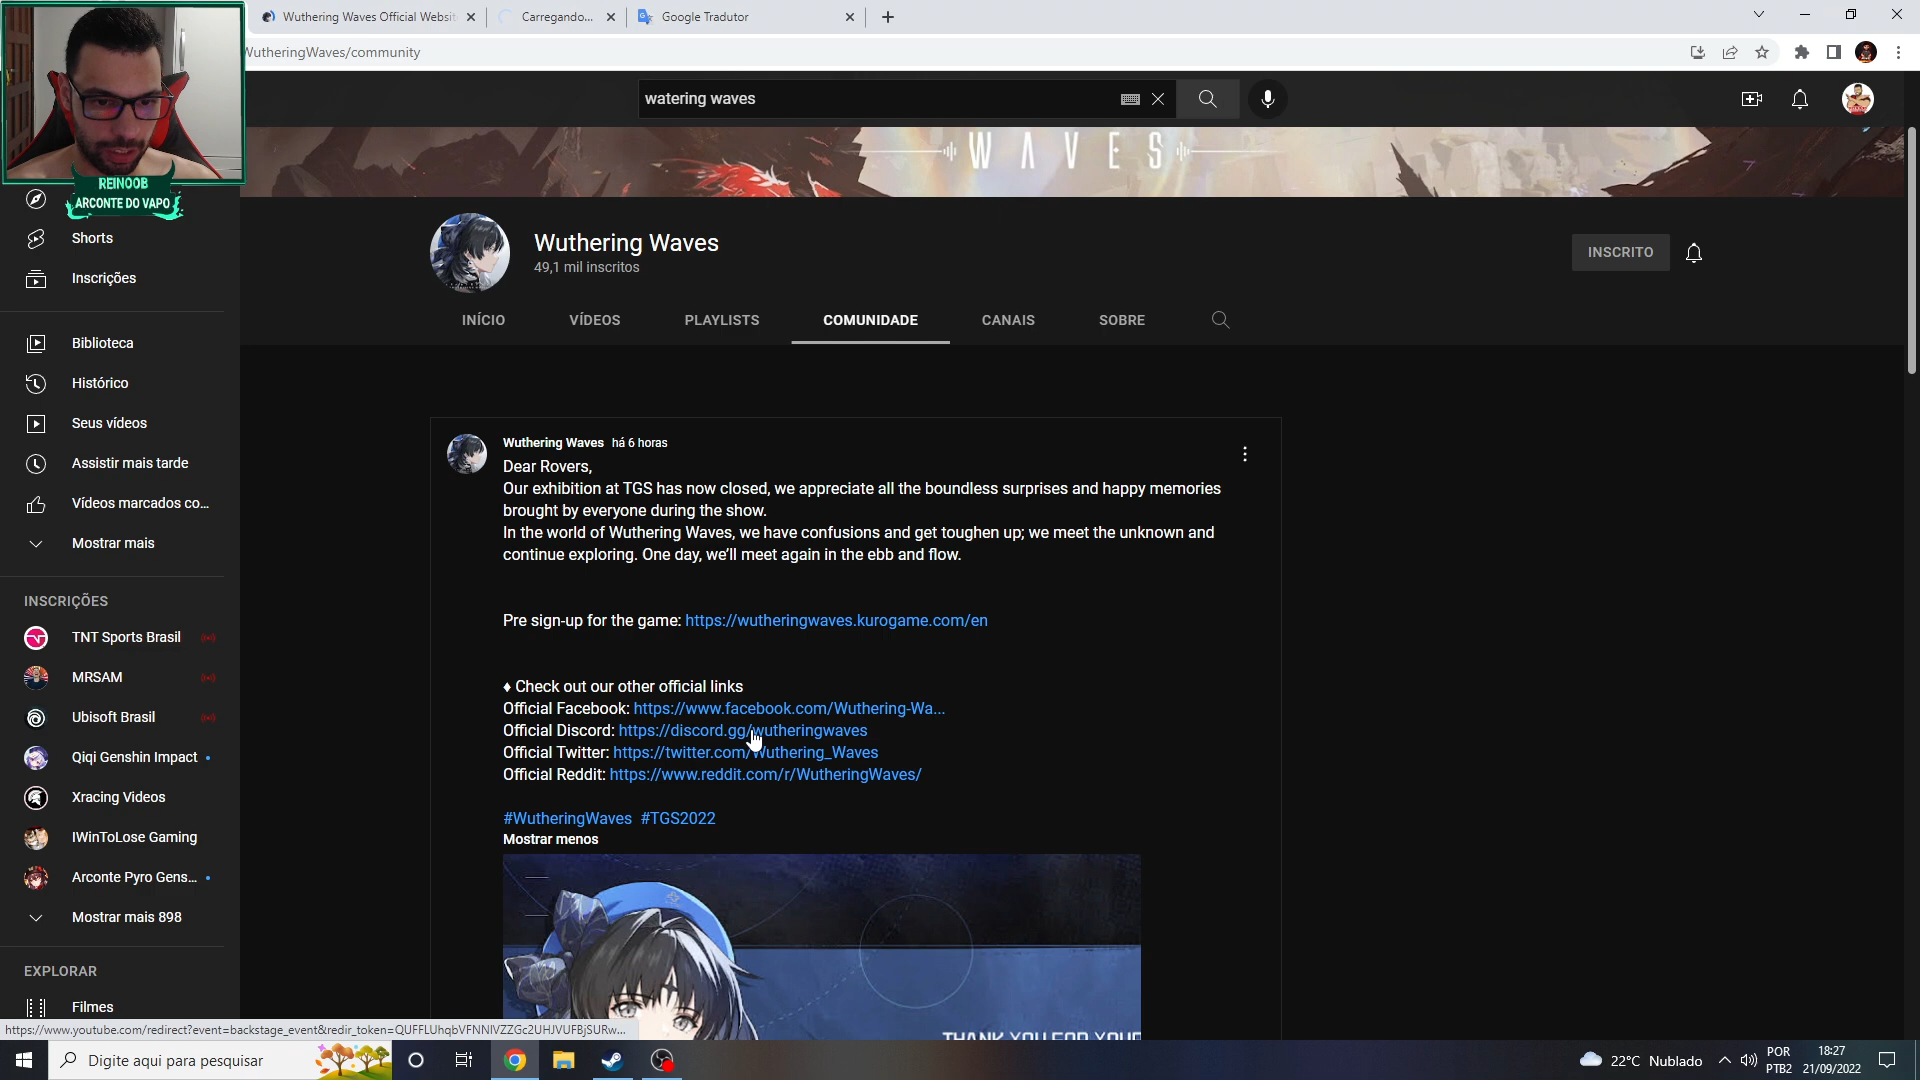 Wuthering Waves Official Websit
Carregando...
Google Tradutor
WutheringWaves/community
watering waves
WAVES
REINOOB
ARCONTE DO VAPO
Shorts
Inscrições
Biblioteca
Histórico
Seus vídeos
Assistir mais tarde
Vídeos marcados co...
Mostrar mais
INSCRIÇÕES
TNT Sports Brasil
MRSAM
Ubisoft Brasil
Qiqi Genshin Impact
Xracing Videos
IWinToLose Gaming
Arconte Pyro Gens...
Mostrar mais 898
EXPLORAR
Filmes
Wuthering Waves
49,1 mil inscritos
INSCRITO
INÍCIO
VÍDEOS
PLAYLISTS
COMUNIDADE
CANAIS
SOBRE
Wuthering Waves há 6 horas
Dear Rovers,
Our exhibition at TGS has now closed, we appreciate all the boundless surprises and happy memories
brought by everyone during the show.
In the world of Wuthering Waves, we have confusions and get toughen up; we meet the unknown and
continue exploring. One day, we'll meet again in the ebb and flow.
Pre sign-up for the game: https://wutheringwaves.kurogame.com/en
♦ Check out our other official links
Official Facebook: https://www.facebook.com/Wuthering-Wa...
Official Discord: https://discord.gg/wutheringwaves
Official Twitter: https://twitter.com/Wuthering_Waves
Official Reddit: https://www.reddit.com/r/WutheringWaves/
#WutheringWaves #TGS2022
Mostrar menos
THANK YOU FOR YOUR
https://www.youtube.com/redirect?event=backstage_event&redir_token=QUFFLUhqbVFNNlVZZGc2UHJVUFBjSURw...
Digite aqui para pesquisar
22°C Nublado
POR
PTB2
18:27
21/09/2022